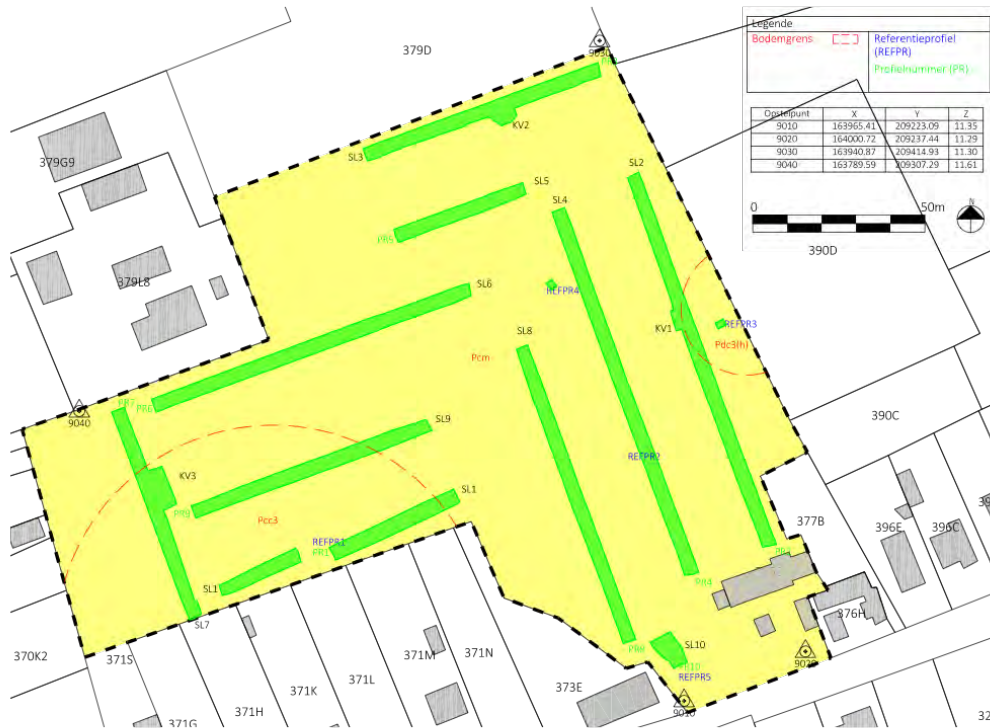 Legende
Bodemgrens
Referentieprofiel
(REFPR)
Profielnummer (PR)
Opstelpunt X Y Z
9010 163965.41 209223.09 11.35
9020 164000.72 209237.44 11.29
9030 163940.87 209414.93 11.30
9040 163789.59 209307.29 11.61
0 50m
N
390D
379D
9030
KV2
SL3
379G9
SL5
SL2
SL4
PR5
379L8
SL6
REFPR4
REFPR3
KV1
SL8
Pdc3(h)
Pcm
PR7
PR6
9040
SL9
390C
KV3
REFPR2
SL1
PR9
Pcc3
377B
396E
396C
REFPR1
PR1
SL1
PR4
376H
SL7
PR8
SL10
370K2
371S
371M
371N
9020
REFPR5
371L
371K
373E
371H
9010
371G